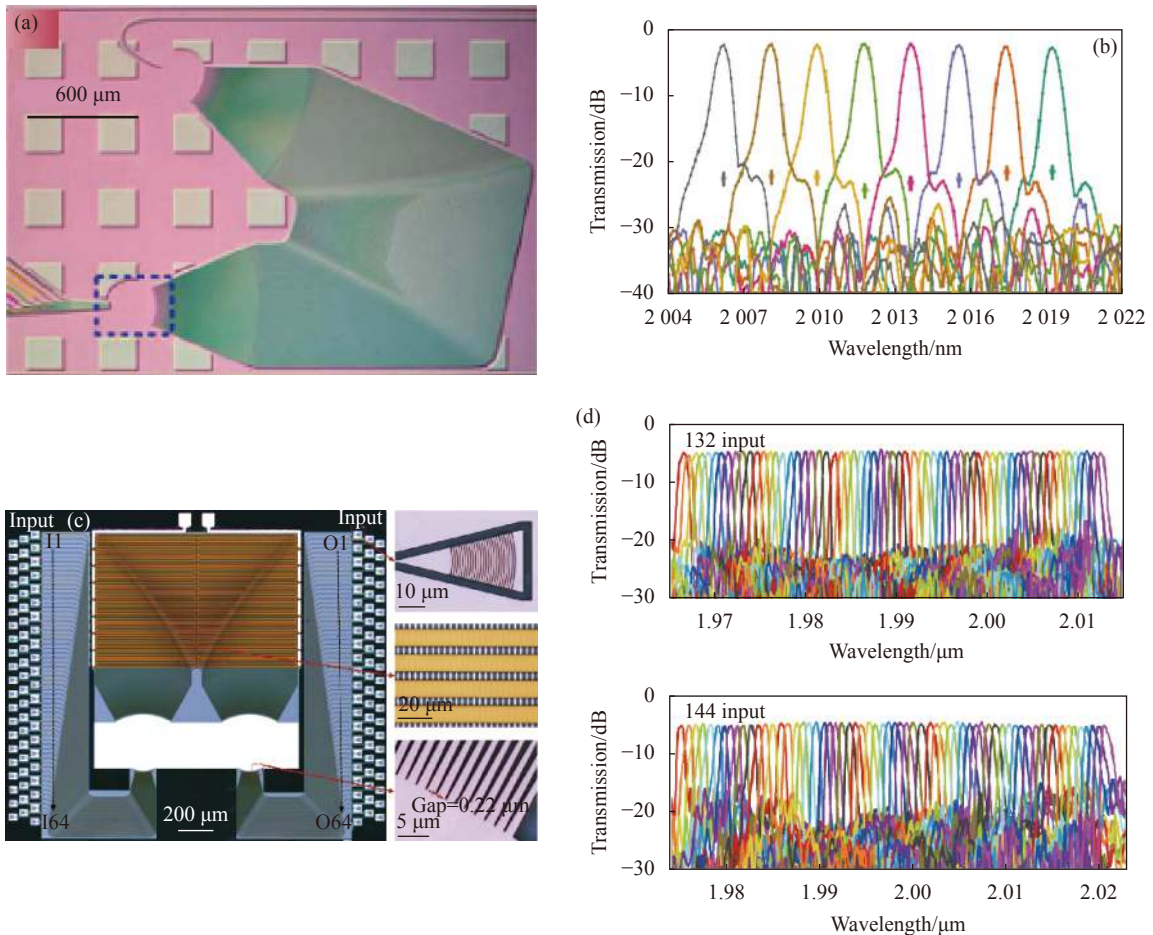 (a)
600 μm
(b)
Transmission/dB
0
−10
−20
−30
−40
2 004
2 007
2 010
2 013
2 016
2 019
2 022
Wavelength/nm
Input
(c)
Input
I1
O1
I64
O64
200 μm
10 μm
20 μm
Gap=0.22 μm
5 μm
(d)
132 input
Transmission/dB
0
−10
−20
−30
1.97
1.98
1.99
2.00
2.01
Wavelength/μm
144 input
Transmission/dB
0
−10
−20
−30
1.98
1.99
2.00
2.01
2.02
Wavelength/μm